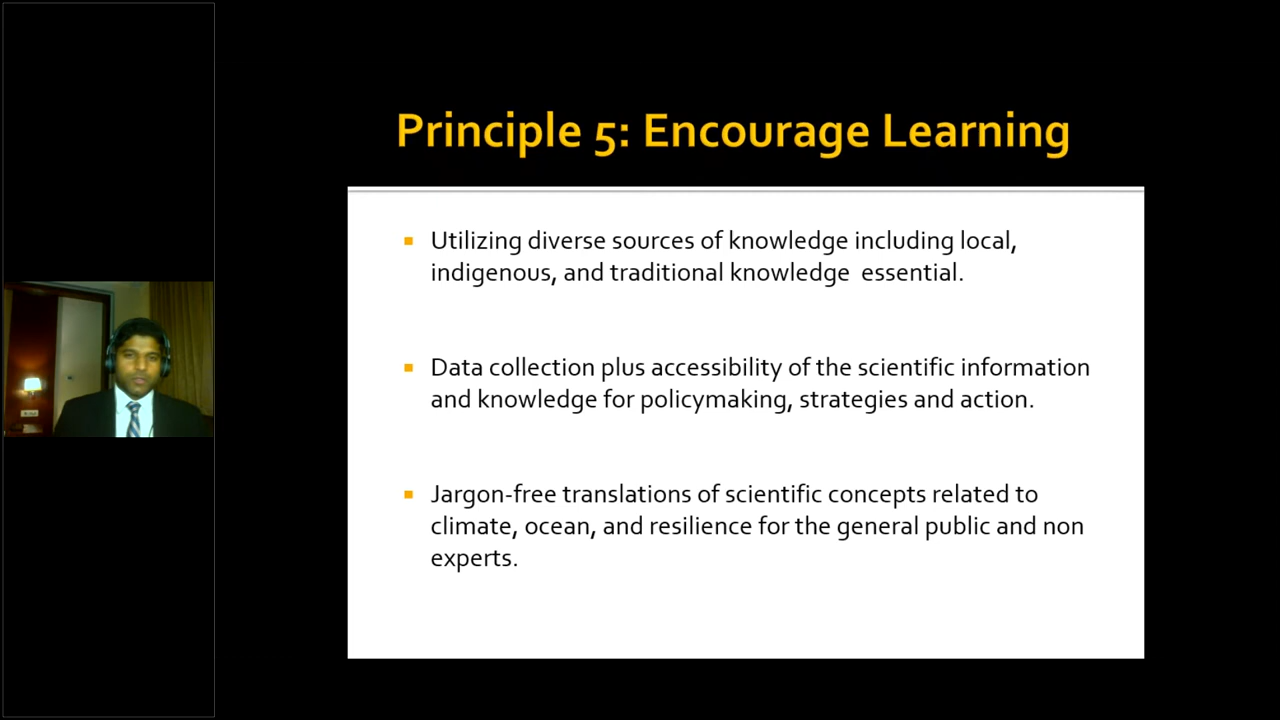 Principle 5: Encourage Learning
Utilizing diverse sources of knowledge including local,
indigenous, and traditional knowledge  essential.
Data collection plus accessibility of the scientific information
and knowledge for policymaking, strategies and action.
Jargon-free translations of scientific concepts related to
climate, ocean, and resilience for the general public and non
experts.